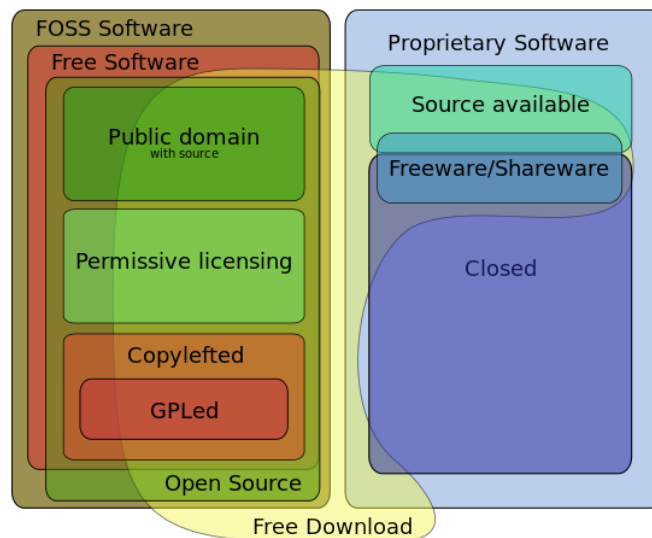 FOSS Software
Free Software
Public domain
with source
Permissive licensing
Copylefted
GPLed
Open Source
Proprietary Software
Source available
Freeware/Shareware
Closed
Free Download